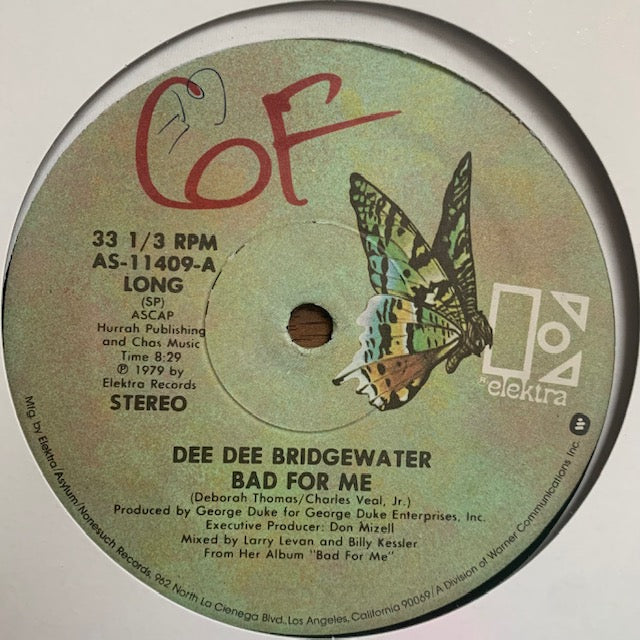 GF
33 1/3 RPM
AS-11409-A
LONG
(SP)
ASCAP
Hurrah Publishing
and Chas Music
Time 8:29
℗ 1979 by
Elektra Records
STEREO
elektra
DEE DEE BRIDGEWATER
BAD FOR ME
(Deborah Thomas/Charles Veal, Jr.)
Produced by George Duke for George Duke Enterprises, Inc.
Executive Producer: Don Mizell
Mixed by Larry Levan and Billy Kessler
From Her Album "Bad For Me"
Mfg. by Elektra/Asylum/Nonesuch Records, 962 North La Cienega Blvd., Los Angeles, California 90069/A Division of Warner Communications Inc.